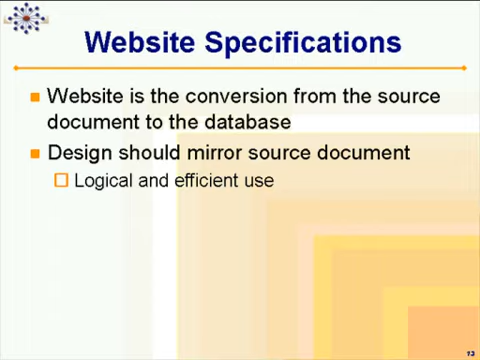 Website Specifications
Website is the conversion from the source
document to the database
Design should mirror source document
Logical and efficient use
13